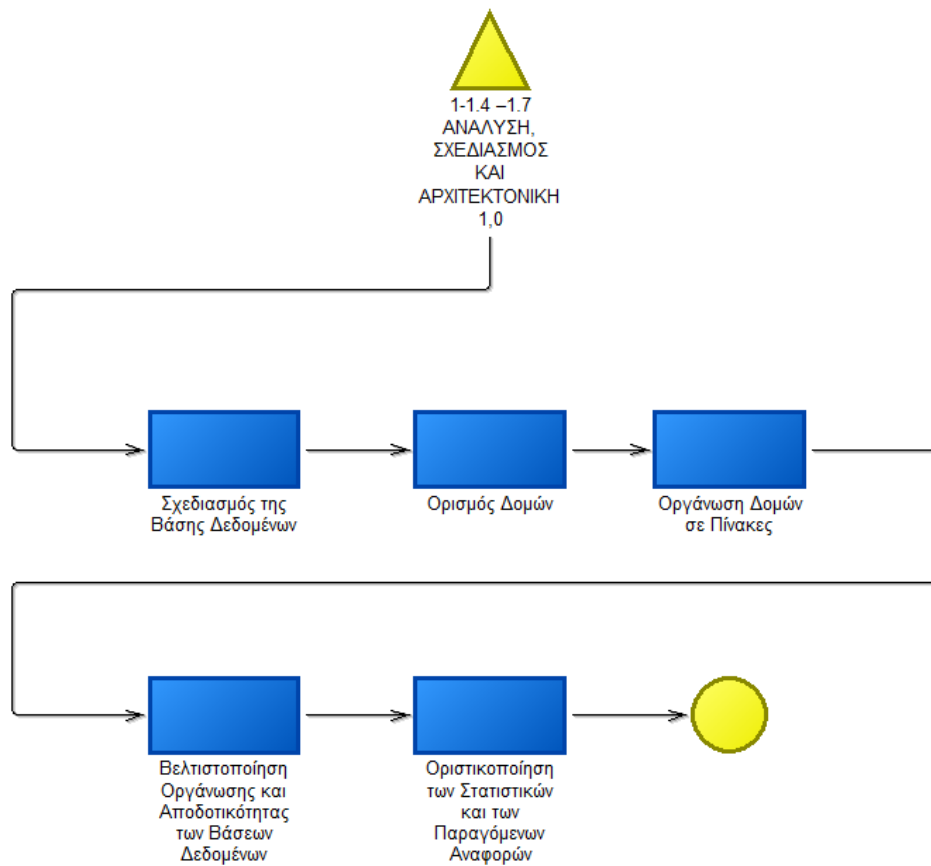 1-1.4 –1.7
ΑΝΑΛΥΣΗ,
ΣΧΕΔΙΑΣΜΟΣ
ΚΑΙ
ΑΡΧΙΤΕΚΤΟΝΙΚΗ
1,0
Σχεδιασμός της
Βάσης Δεδομένων
Ορισμός Δομών
Οργάνωση Δομών
σε Πίνακες
Βελτιστοποίηση
Οργάνωσης και
Αποδοτικότητας
των Βάσεων
Δεδομένων
Οριστικοποίηση
των Στατιστικών
και των
Παραγόμενων
Αναφορών